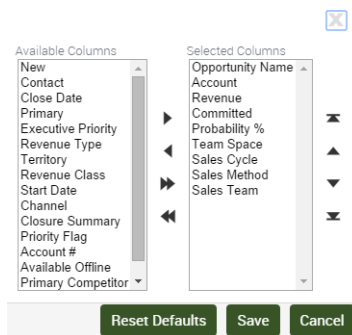 Available Columns
New
Contact
Close Date
Primary
Executive Priority
Revenue Type
Territory
Revenue Class
Start Date
Channel
Closure Summary
Priority Flag
Account #
Available Offline
Primary Competitor
Selected Columns
Opportunity Name
Account
Revenue
Committed
Probability %
Team Space
Sales Cycle
Sales Method
Sales Team
Reset Defaults
Save
Cancel